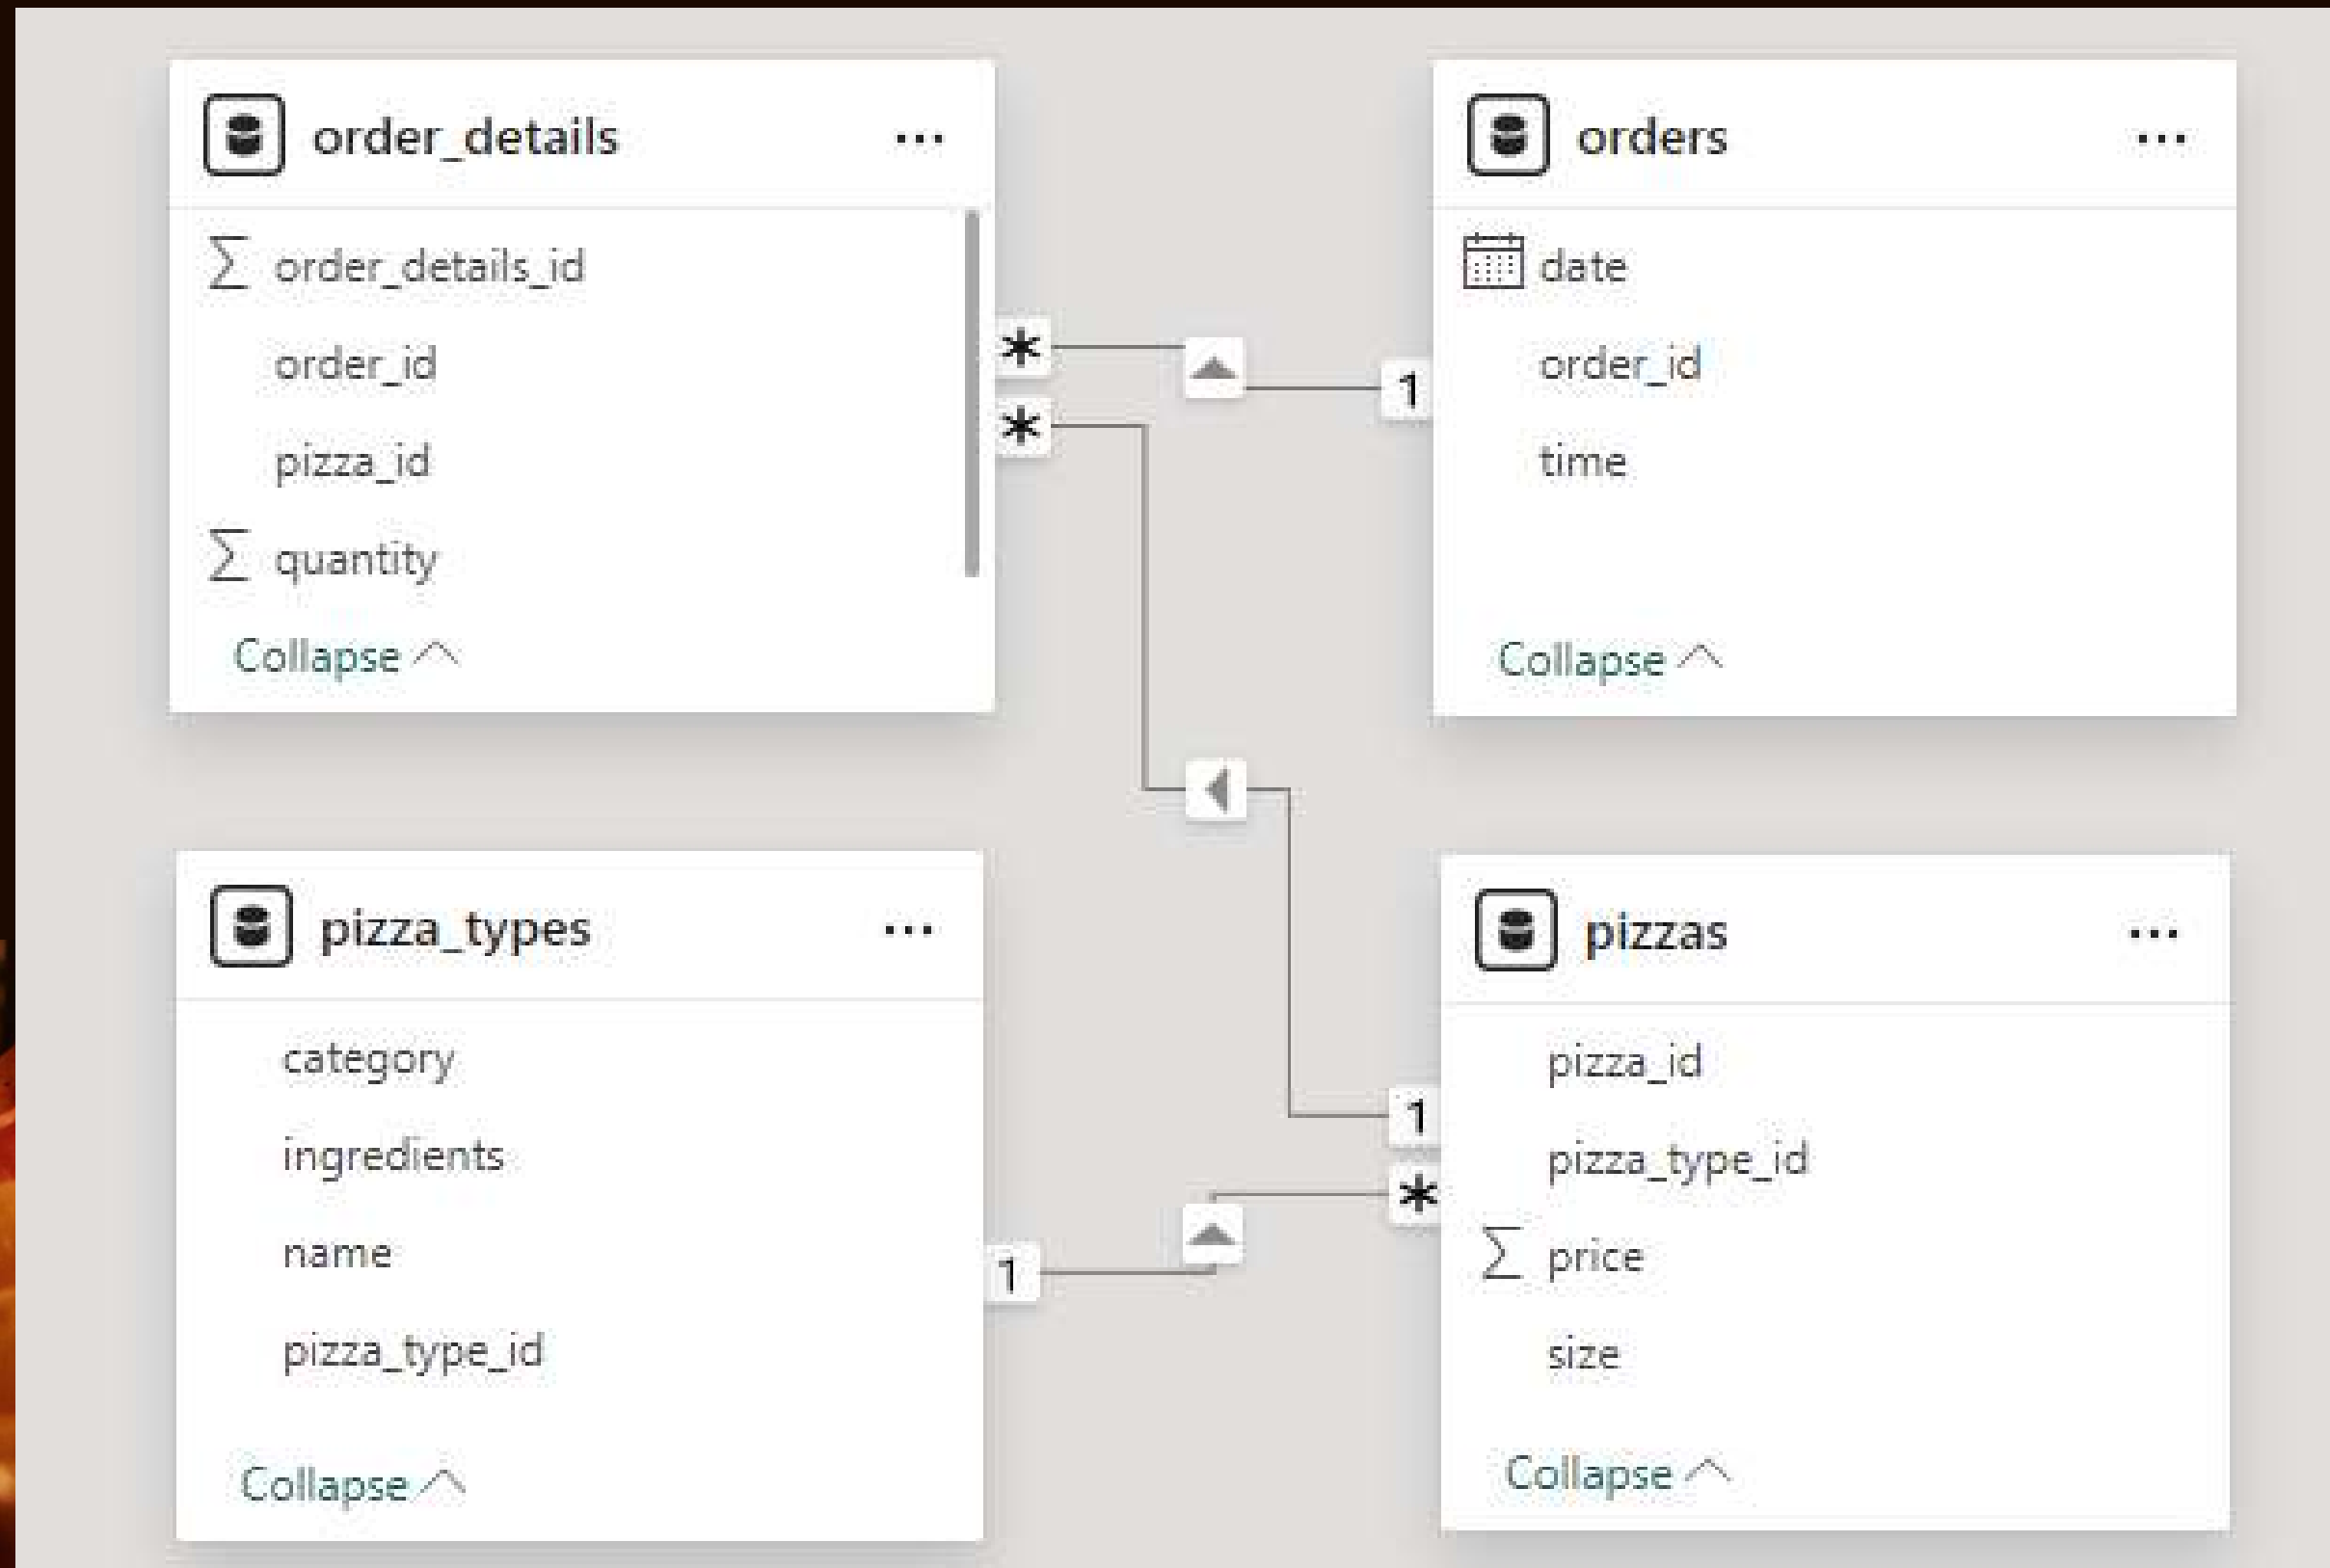 order_details ...
Σ order_details_id
order_id
pizza_id
Σ quantity
Collapse
orders ...
date
order_id
time
Collapse
* 1
* 1
pizza_types ...
category
ingredients
name
pizza_type_id
Collapse
pizzas ...
pizza_id
pizza_type_id
Σ price
size
Collapse
1 *